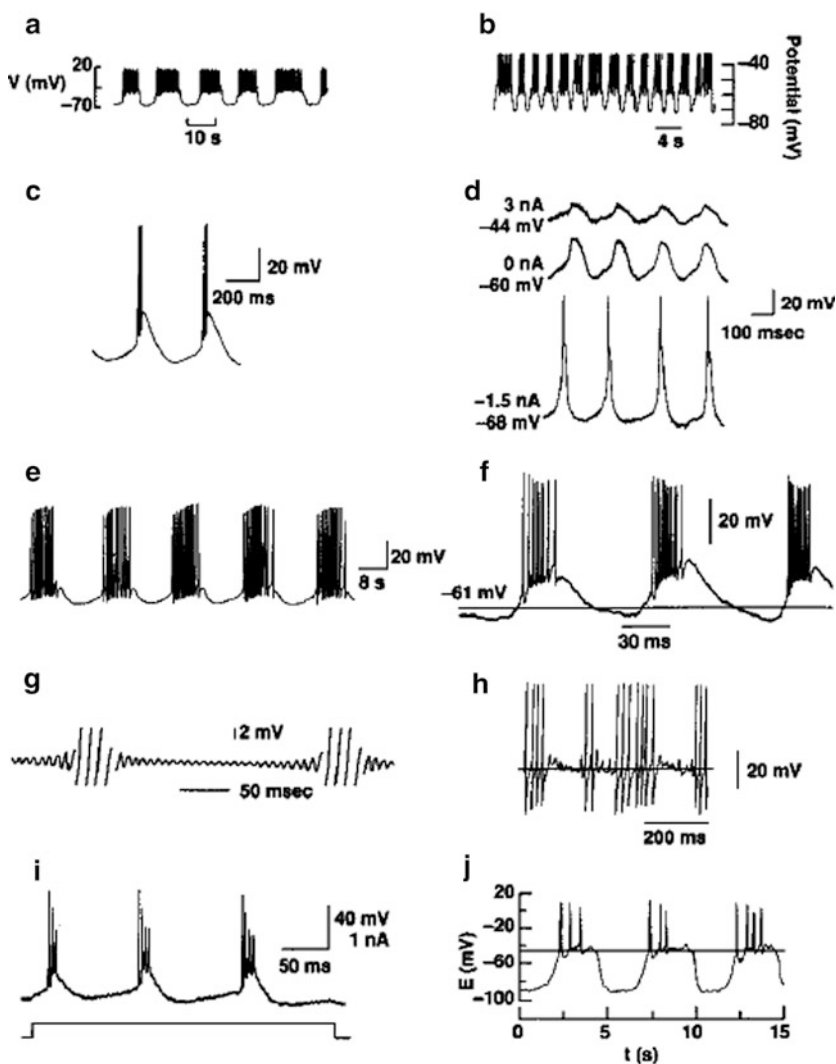 a
20
V (mV)
−70
10 s
b
−40
−60
−80
Potential (mV)
4 s
c
20 mV
200 ms
d
3 nA
−44 mV
0 nA
−60 mV
20 mV
100 msec
−1.5 nA
−68 mV
e
20 mV
8 s
f
20 mV
−61 mV
30 ms
g
2 mV
50 msec
h
20 mV
200 ms
i
40 mV
1 nA
50 ms
j
20
−20
−60
−100
E (mV)
0 5 10 15
t (s)